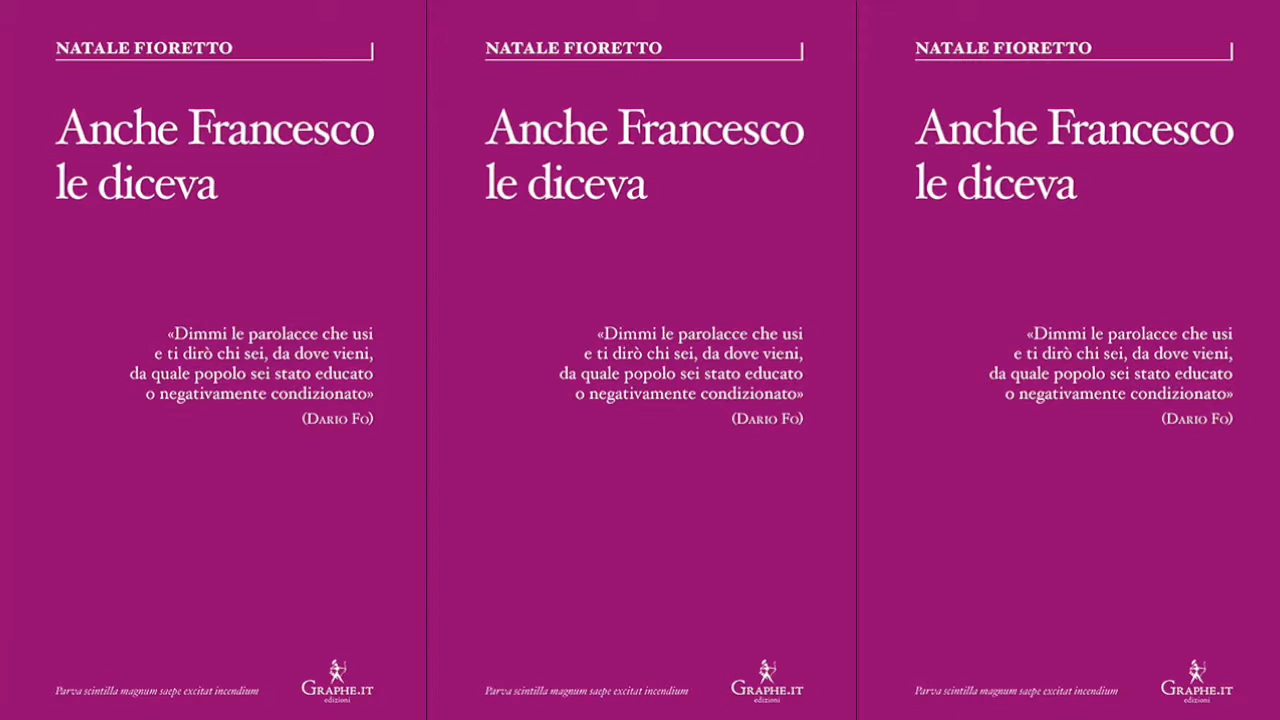 NATALE FIORETTO
Anche Francesco
le diceva
«Dimmi le parolacce che usi
e ti dirò chi sei, da dove vieni,
da quale popolo sei stato educato
o negativamente condizionato»
(Dario Fo)
Parva scintilla magnum saepe excitat incendium
Graphe.it
edizioni
NATALE FIORETTO
Anche Francesco
le diceva
«Dimmi le parolacce che usi
e ti dirò chi sei, da dove vieni,
da quale popolo sei stato educato
o negativamente condizionato»
(Dario Fo)
Parva scintilla magnum saepe excitat incendium
Graphe.it
edizioni
NATALE FIORETTO
Anche Francesco
le diceva
«Dimmi le parolacce che usi
e ti dirò chi sei, da dove vieni,
da quale popolo sei stato educato
o negativamente condizionato»
(Dario Fo)
Parva scintilla magnum saepe excitat incendium
Graphe.it
edizioni